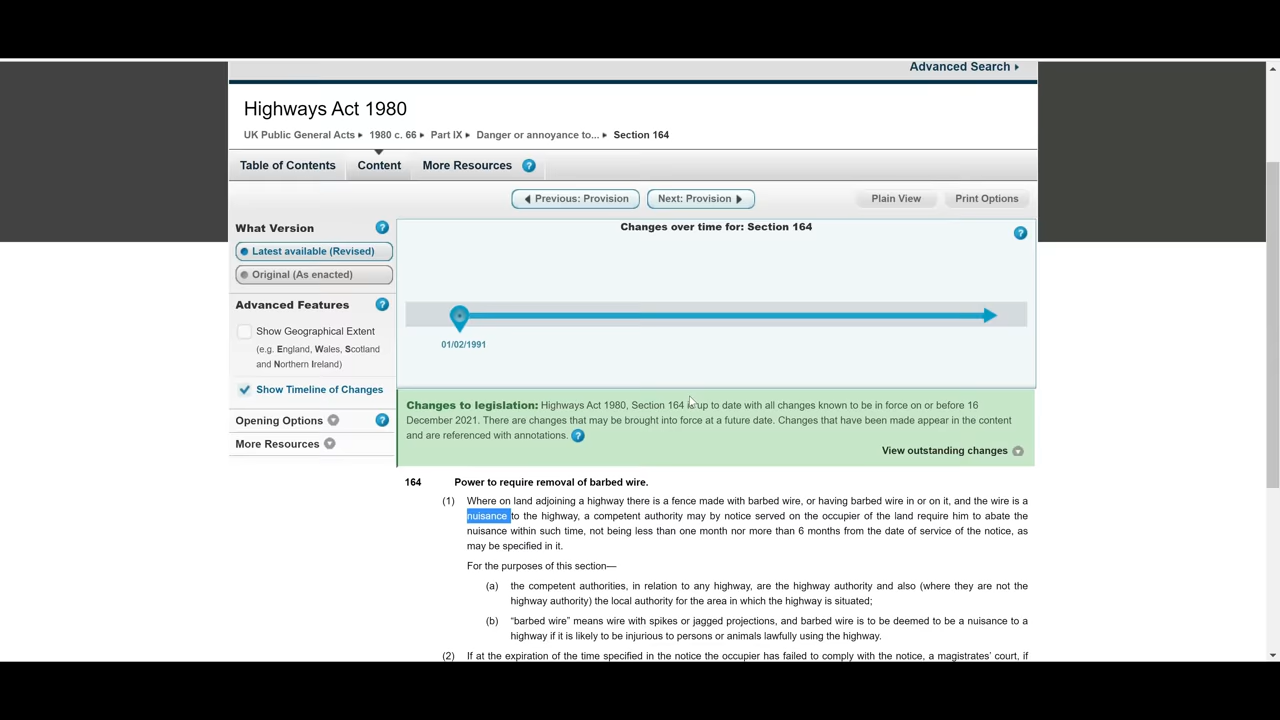 Advanced Search
Highways Act 1980
UK Public General Acts 1980 c. 66 Part IX Danger or annoyance to... Section 164
Table of Contents Content More Resources ?
Previous: Provision Next: Provision Plain View Print Options
What Version ?
Latest available (Revised)
Original (As enacted)
Advanced Features ?
Show Geographical Extent
(e.g. England, Wales, Scotland
and Northern Ireland)
Show Timeline of Changes
Opening Options ?
More Resources
Changes over time for: Section 164
?
01/02/1991
Changes to legislation: Highways Act 1980, Section 164 is up to date with all changes known to be in force on or before 16
December 2021. There are changes that may be brought into force at a future date. Changes that have been made appear in the content
and are referenced with annotations. ?
View outstanding changes
164 Power to require removal of barbed wire.
(1) Where on land adjoining a highway there is a fence made with barbed wire, or having barbed wire in or on it, and the wire is a
nuisance to the highway, a competent authority may by notice served on the occupier of the land require him to abate the
nuisance within such time, not being less than one month nor more than 6 months from the date of service of the notice, as
may be specified in it.
For the purposes of this section—
(a) the competent authorities, in relation to any highway, are the highway authority and also (where they are not the
highway authority) the local authority for the area in which the highway is situated;
(b) “barbed wire” means wire with spikes or jagged projections, and barbed wire is to be deemed to be a nuisance to a
highway if it is likely to be injurious to persons or animals lawfully using the highway.
(2) If at the expiration of the time specified in the notice the occupier has failed to comply with the notice, a magistrates’ court, if